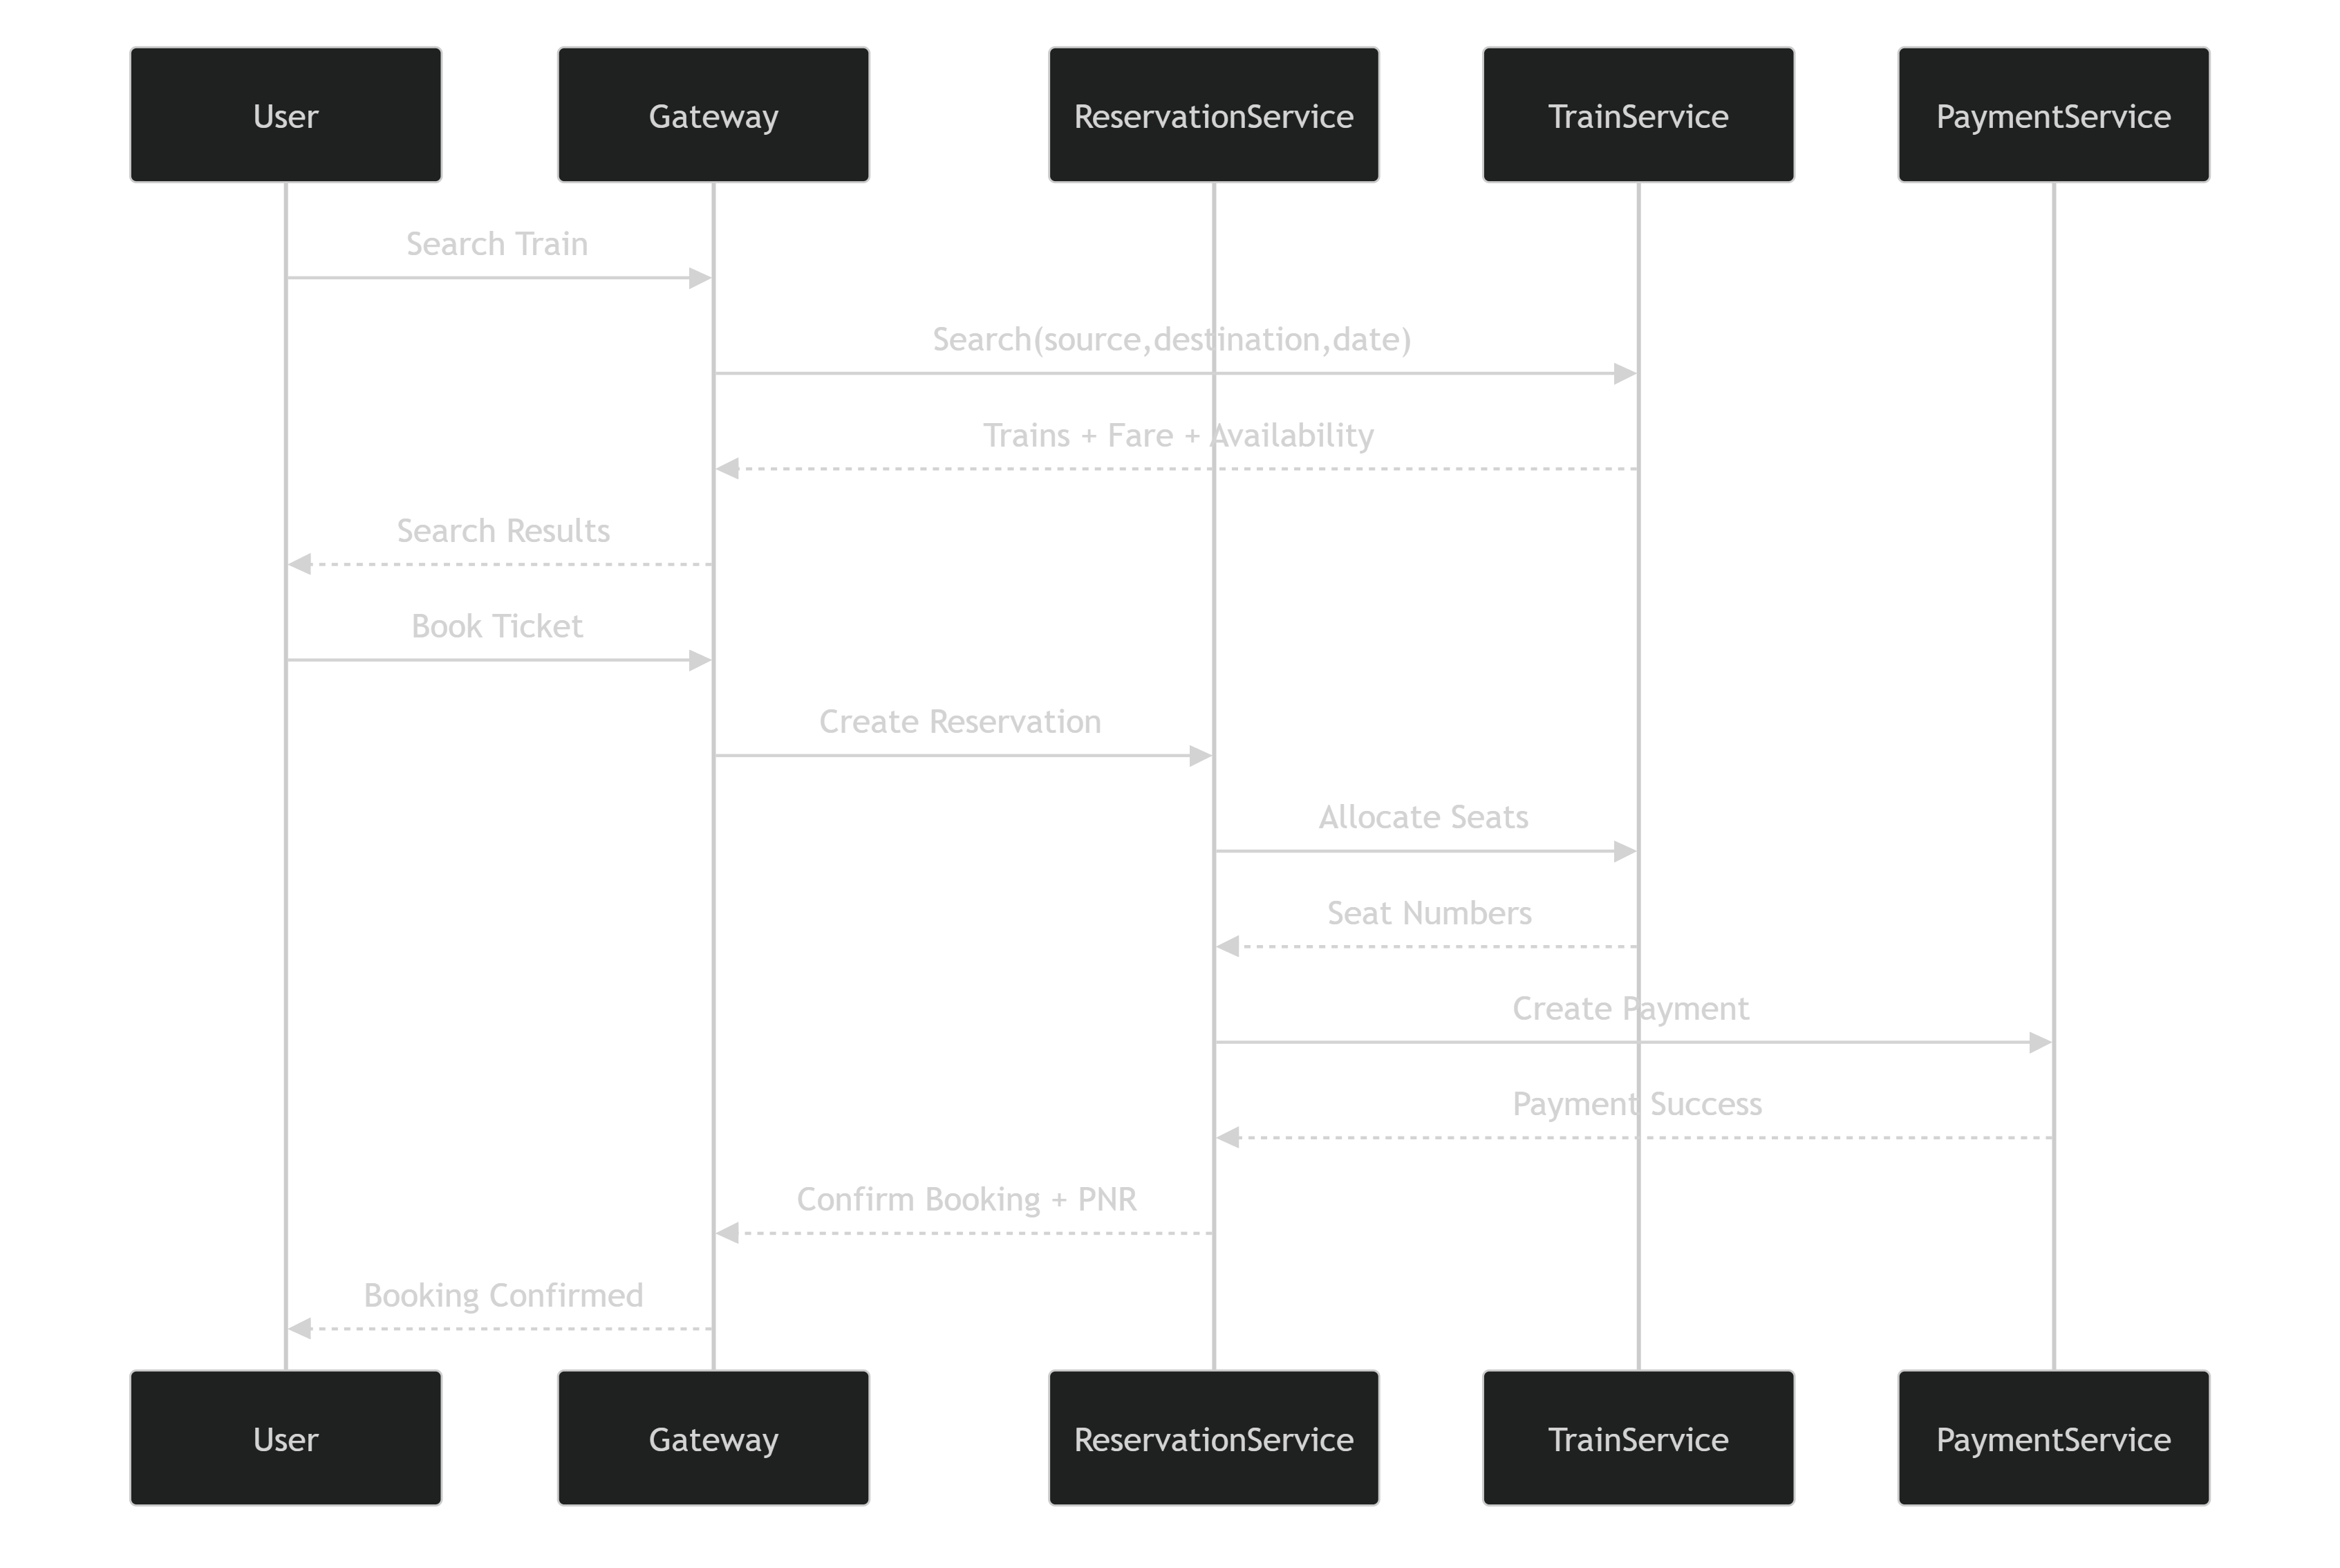 User
Gateway
ReservationService
TrainService
PaymentService
Search Train
Search(source,destination,date)
Trains + Fare + Availability
Search Results
Book Ticket
Create Reservation
Allocate Seats
Seat Numbers
Create Payment
Payment Success
Confirm Booking + PNR
Booking Confirmed
User
Gateway
ReservationService
TrainService
PaymentService